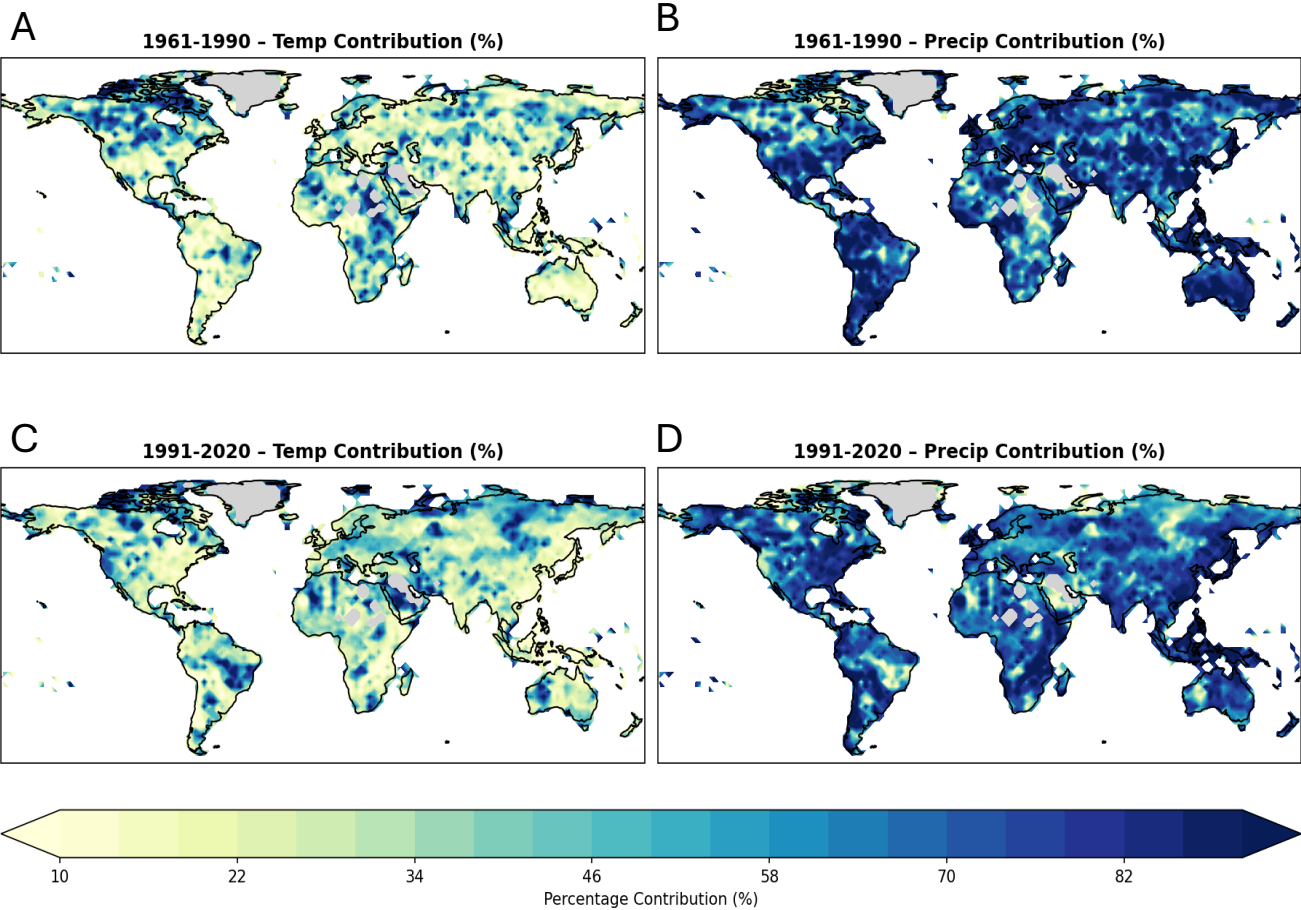 A
1961-1990 – Temp Contribution (%)
B
1961-1990 – Precip Contribution (%)
C
1991-2020 – Temp Contribution (%)
D
1991-2020 – Precip Contribution (%)
10 22 34 46 58 70 82
Percentage Contribution (%)